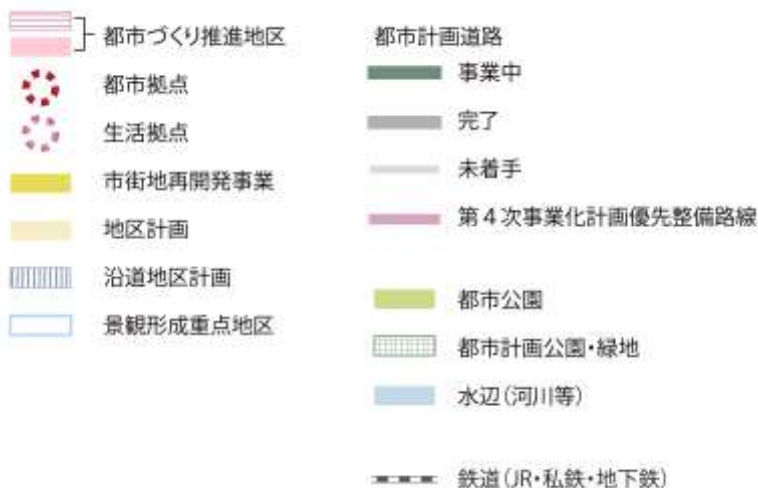 都市づくり推進地区
都市拠点
生活拠点
市街地再開発事業
地区計画
沿道地区計画
景観形成重点地区
都市計画道路
事業中
完了
未着手
第4次事業化計画優先整備路線
都市公園
都市計画公園・緑地
水辺(河川等)
鉄道(JR・私鉄・地下鉄)